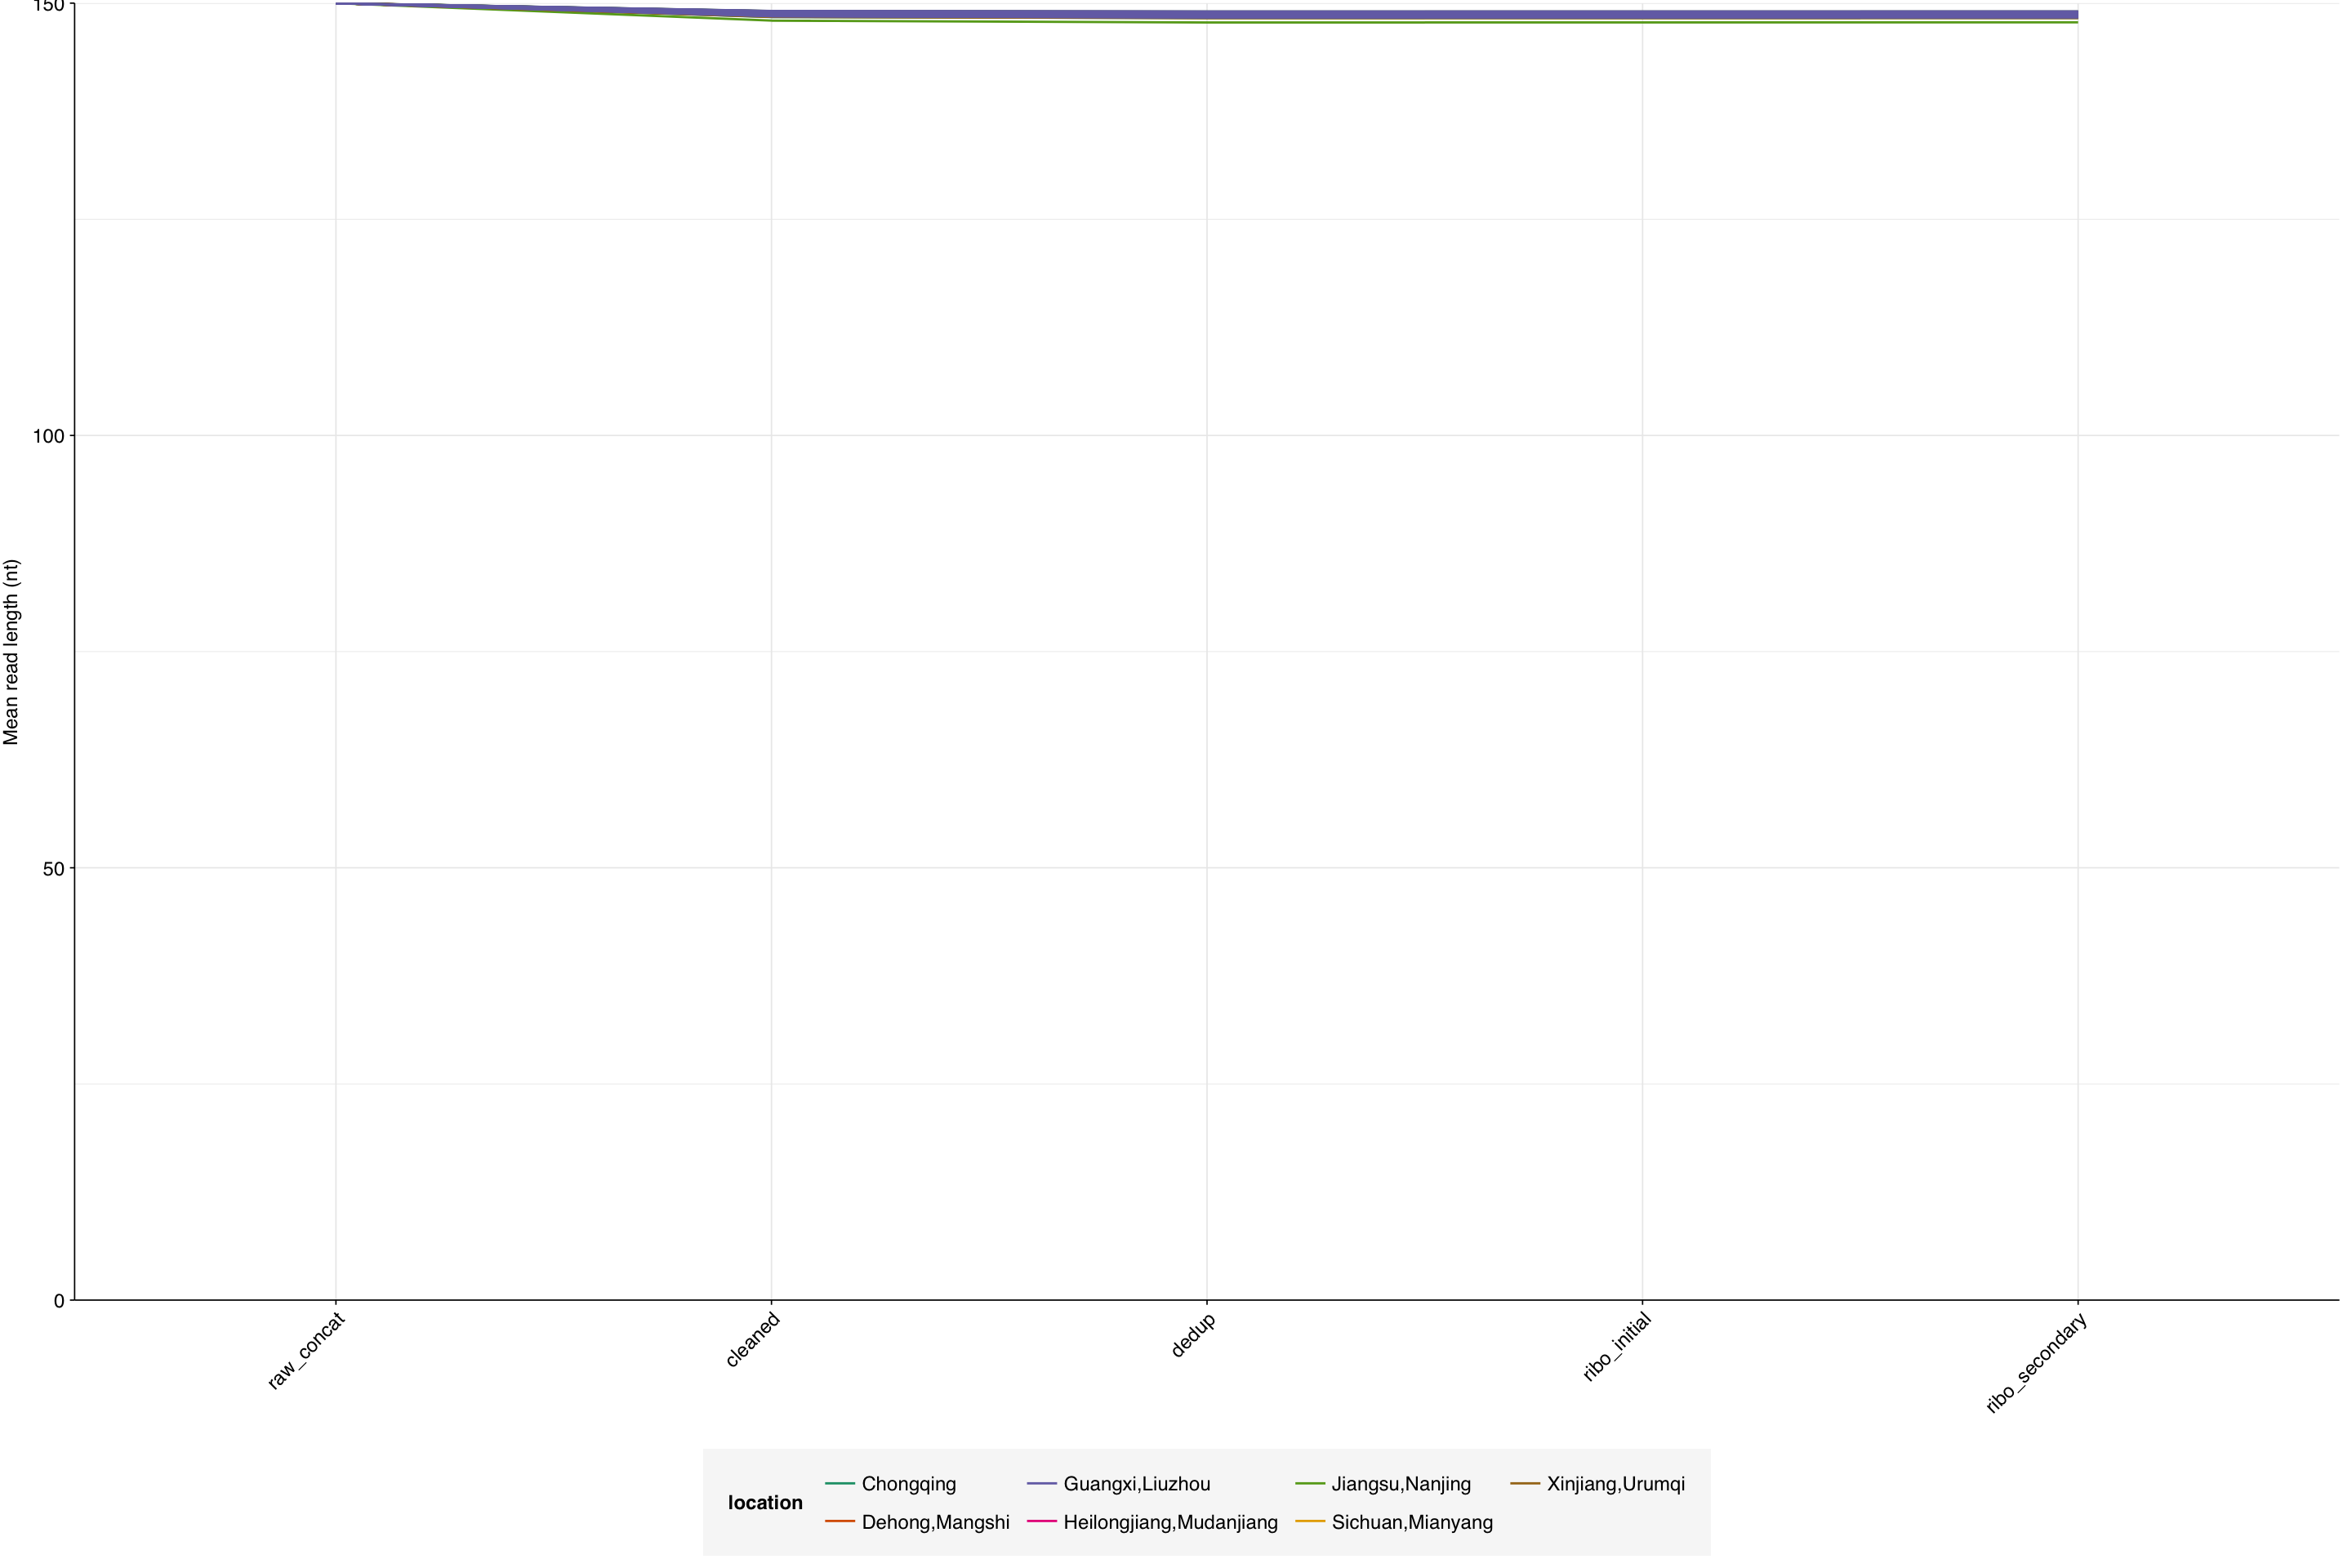 150
100
50
0
Mean read length (nt)
raw_concat
cleaned
dedup
ribo_initial
ribo_secondary
location
Chongqing
Guangxi,Liuzhou
Jiangsu,Nanjing
Xinjiang,Urumqi
Dehong,Mangshi
Heilongjiang,Mudanjiang
Sichuan,Mianyang